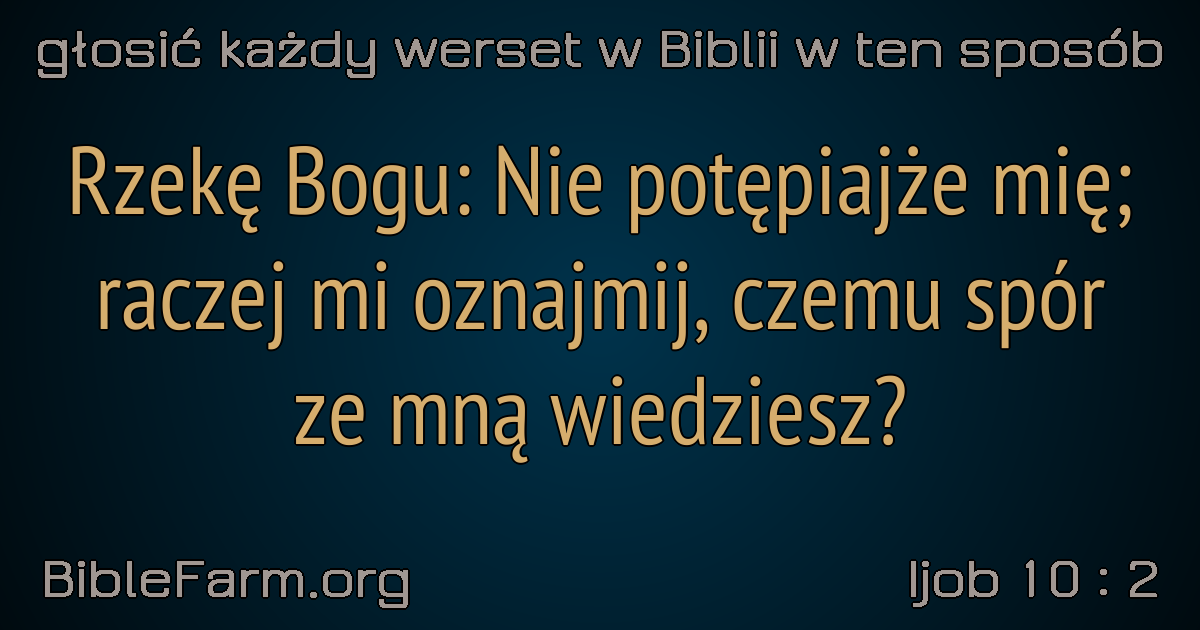 głosić każdy werset w Biblii w ten sposób
Rzekę Bogu: Nie potępiajże mię;
raczej mi oznajmij, czemu spór
ze mną wiedziesz?
BibleFarm.org
Ijob 10 : 2